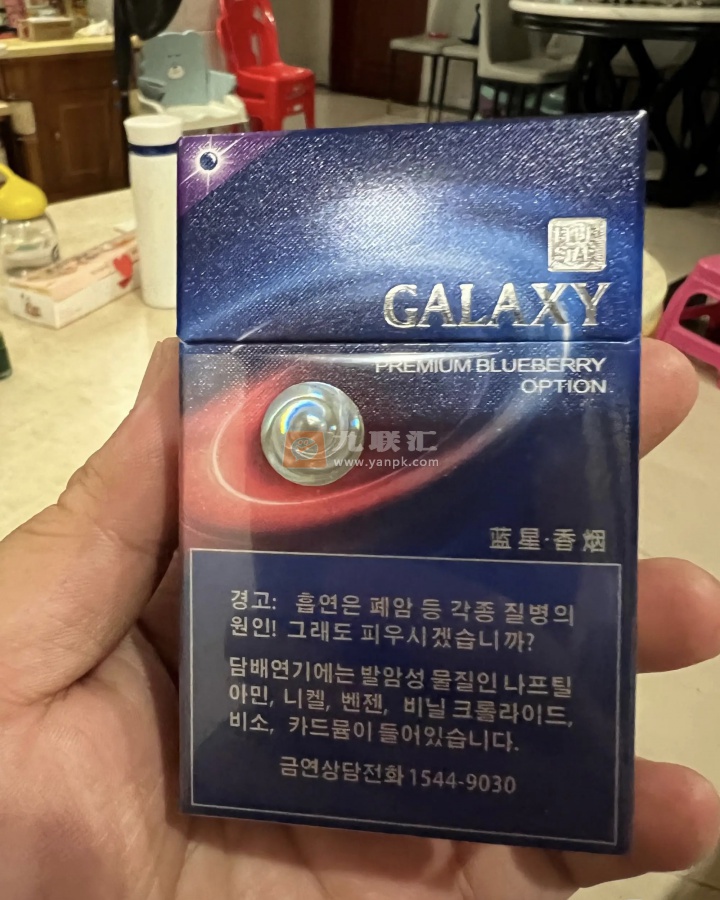 GALAXY
PREMIUM BLUEBERRY
OPTION
九联汇
www.yanpk.com
蓝星·香烟
경고: 흡연은 폐암 등 각종 질병의
원인! 그래도 피우시겠습니까?
담배연기에는 발암성 물질인 나프틸
아민, 니켈, 벤젠, 비닐 크롤라이드,
비소, 카드뮴이 들어있습니다.
금연상담전화 1544-9030